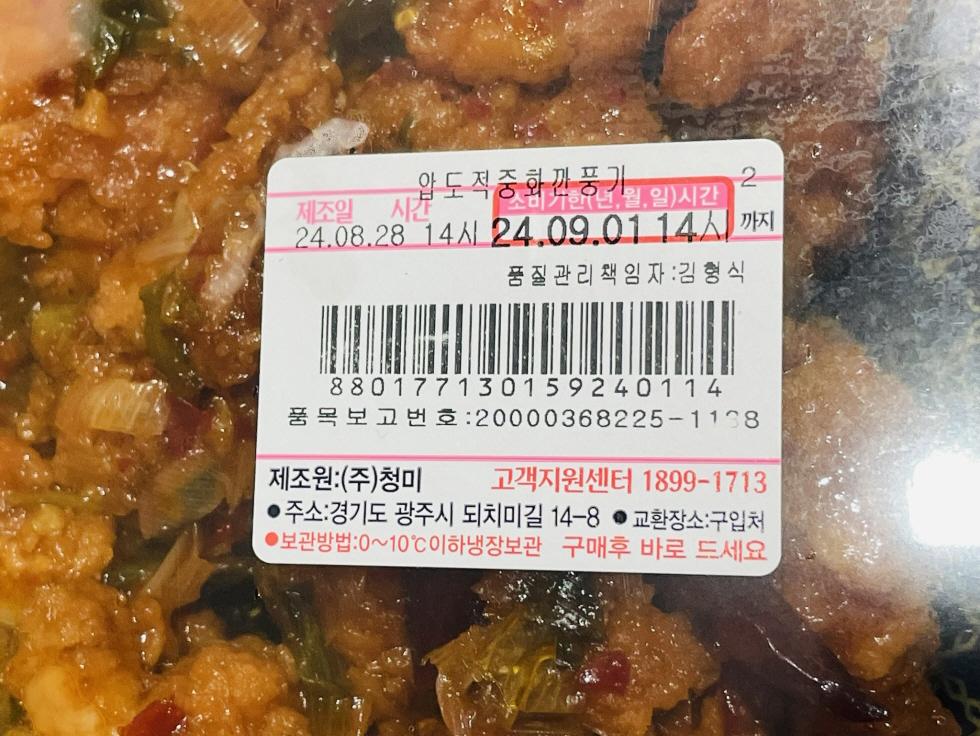 압도적중화깐풍기 2
제조일 시간 소비기한(년,월,일)시간
24.08.28 14시 24.09.01 14시 까지
품질관리책임자:김형식
8801771301592401​14
품목보고번호:20000368225-1138
제조원:(주)청미 고객지원센터 1899-1713
●주소:경기도 광주시 되치미길 14-8 ●교환장소:구입처
●보관방법:0~10℃이하냉장보관 구매후 바로 드세요